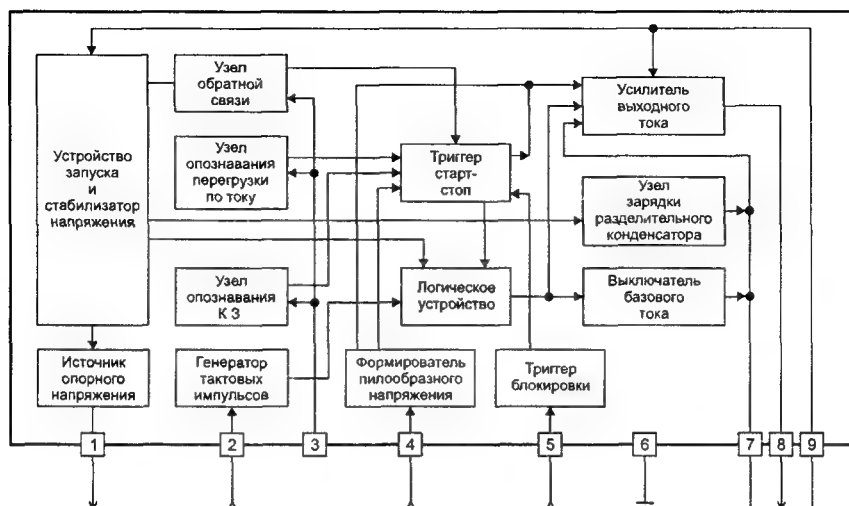 Устройство
запуска
и
стабилизатор
напряжения
Узел
обратной
связи
Узел
опознавания
перегрузки
по току
Узел
опознавания
К З
Триггер
старт-
стоп
Логическое
устройство
Усилитель
выходного
тока
Узел
зарядки
разделительного
конденсатора
Выключатель
базового
тока
Источник
опорного
напряжения
Генератор
тактовых
импульсов
Формирователь
пилообразного
напряжения
Триггер
блокировки
1 2 3 4 5 6 7 8 9